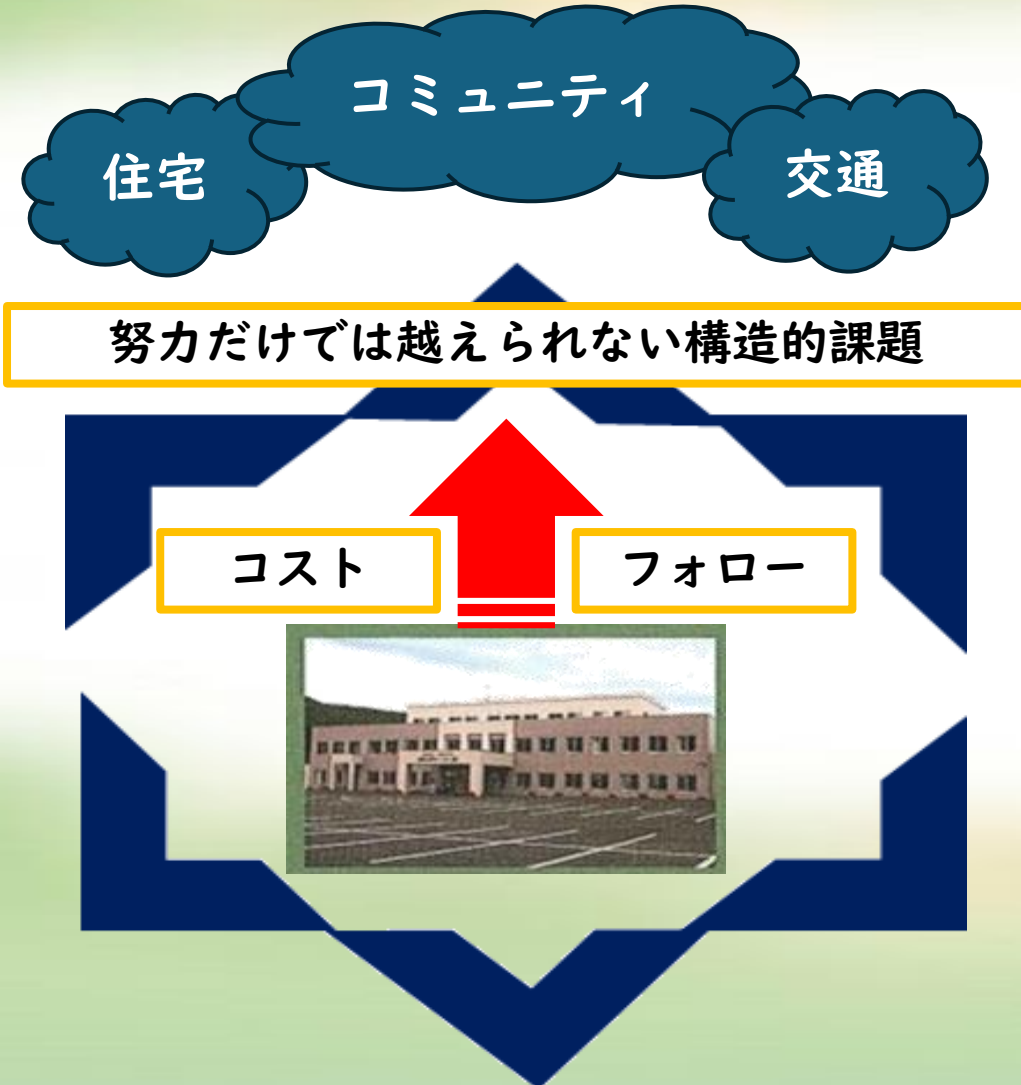 コミュニティ
住宅
交通
努力だけでは越えられない構造的課題
コスト
フォロー